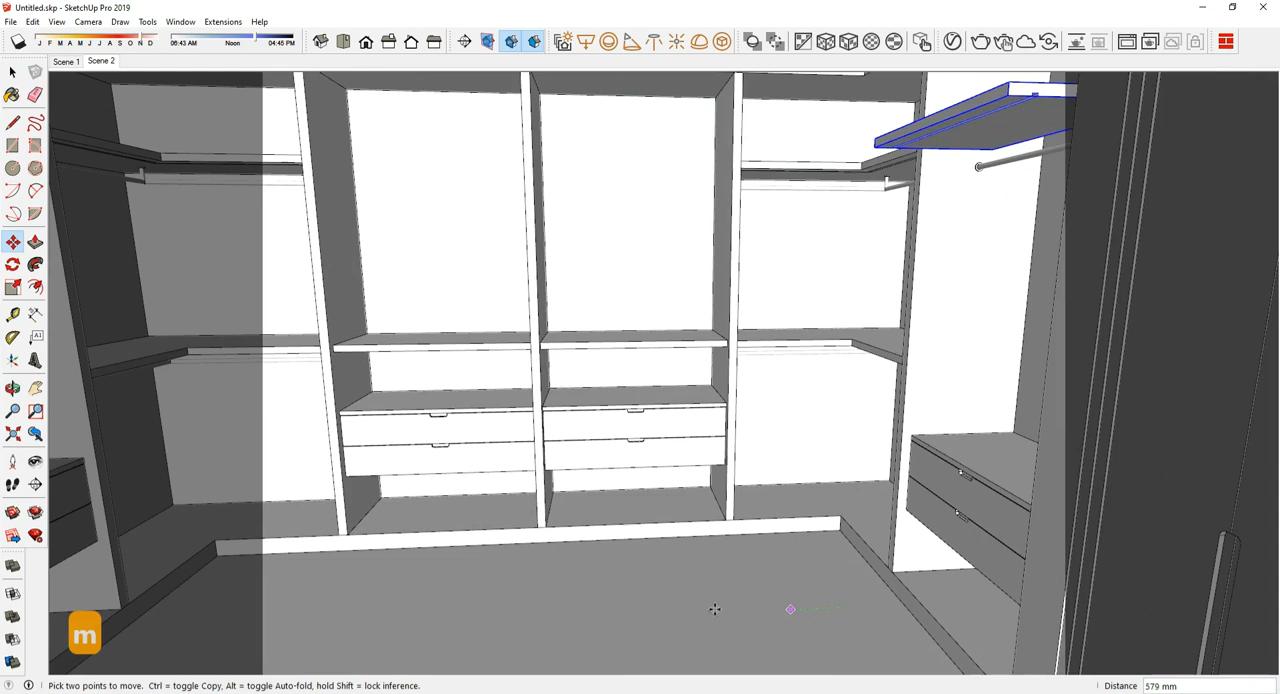 Untitled.skp - SketchUp Pro 2019
File Edit View Camera Draw Tools Window Extensions Help
J F M A M J J A S O N D 06:43 AM Noon 04:45 PM
Scene 1 Scene 2
A1
m
Pick two points to move. Ctrl = toggle Copy, Alt = toggle Auto-fold, hold Shift = lock inference. Distance 579 mm